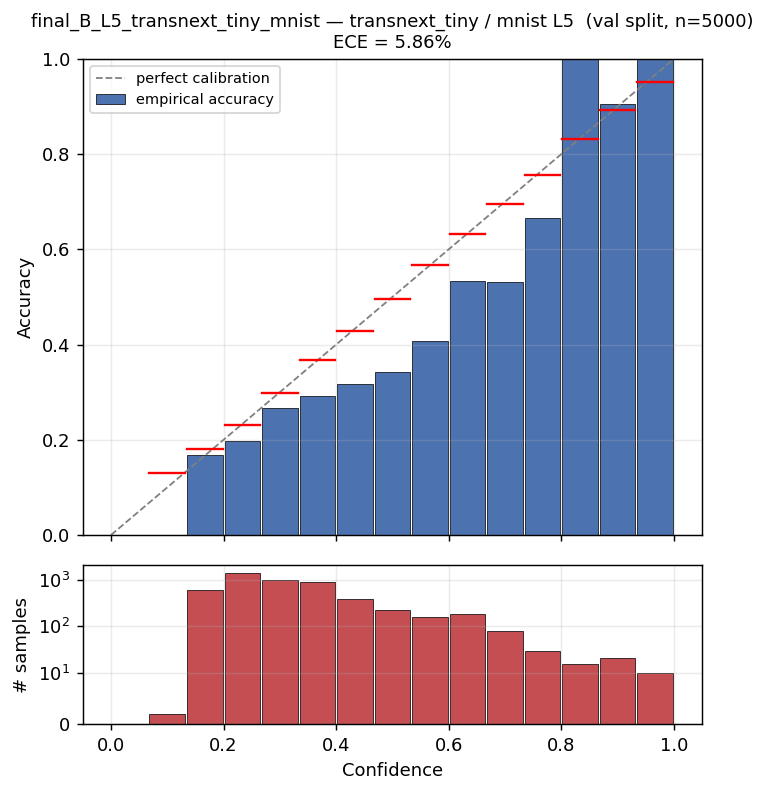 final_B_L5_transnext_tiny_mnist — transnext_tiny / mnist L5  (val split, n=5000)
ECE = 5.86%
perfect calibration
empirical accuracy
1.0
0.8
0.6
0.4
0.2
0.0
Accuracy
10³
10²
10¹
0
# samples
0.0 0.2 0.4 0.6 0.8 1.0
Confidence